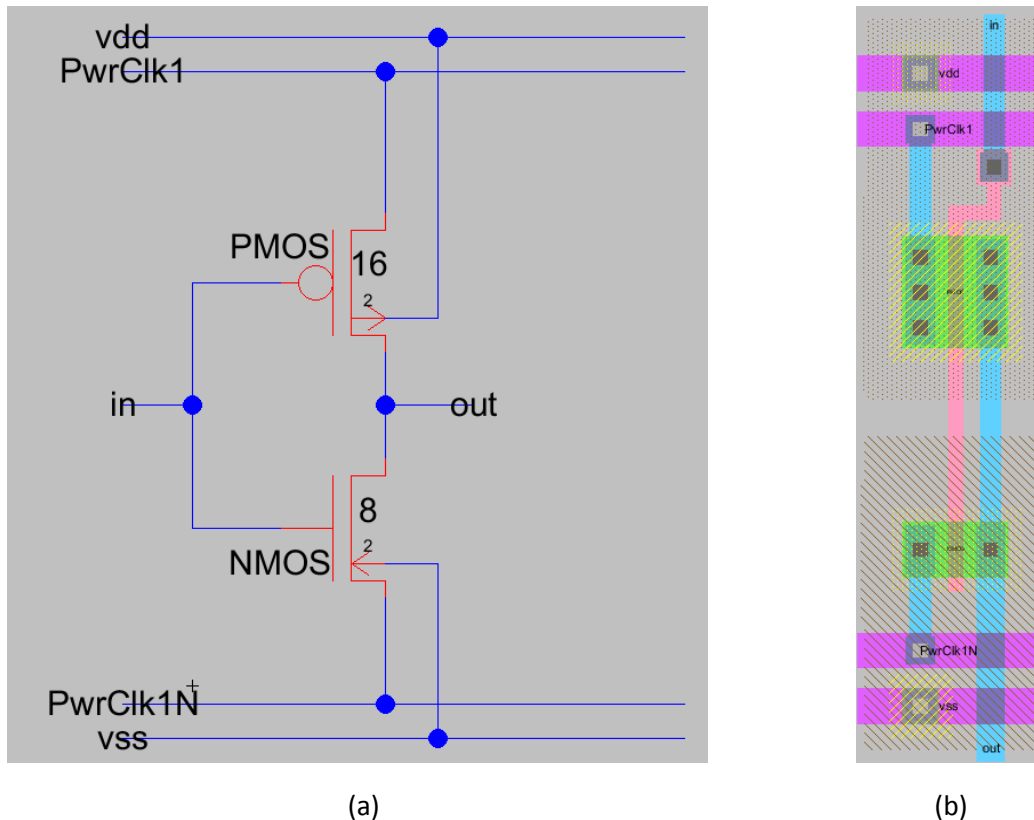 vdd
PwrClk1
PMOS
16
2
in
out
8
2
NMOS
PwrClk1N
vss
(a)
in
vdd
PwrClk1
PwrClk1N
vss
out
(b)